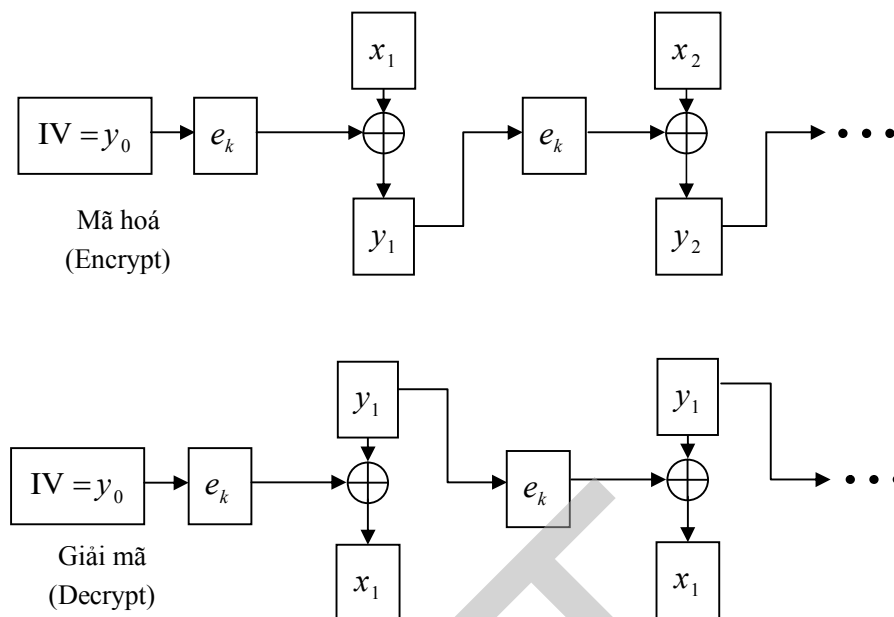 x₁ x₂
IV = y₀ eₖ eₖ
y₁ y₂
Mã hoá
(Encrypt)
y₁ y₁
IV = y₀ eₖ eₖ
x₁ x₁
Giải mã
(Decrypt)